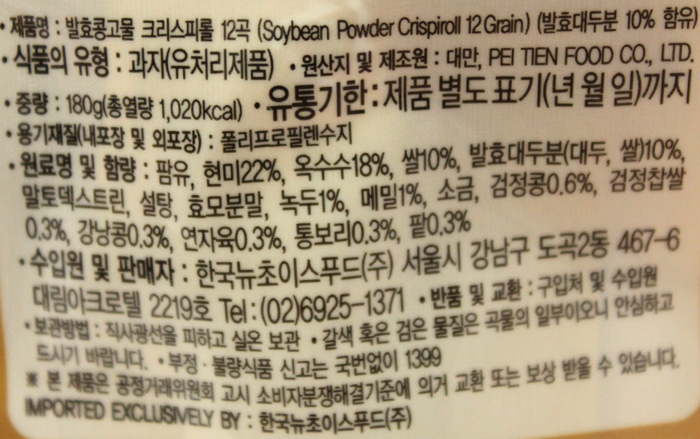 • 제품명 : 발효콩고물 크리스피롤 12곡 (Soybean Powder Crispiroll 12 Grain) (발효대두분 10% 함유)
• 식품의 유형 : 과자(유처리제품) • 원산지 및 제조원 : 대만, PEI TIEN FOOD CO., LTD.
• 중량 : 180g(총열량 1,020kcal) • 유통기한 : 제품 별도 표기(년 월 일)까지
• 용기재질(내포장 및 외포장) : 폴리프로필렌수지
• 원료명 및 함량 : 팜유, 현미22%, 옥수수18%, 쌀10%, 발효대두분(대두, 쌀)10%,
말토덱스트린, 설탕, 효모분말, 녹두1%, 메밀1%, 소금, 검정콩0.6%, 검정찹쌀
0.3%, 강낭콩0.3%, 연자육0.3%, 통보리0.3%, 팥0.3%
• 수입원 및 판매자 : 한국뉴초이스푸드(주) 서울시 강남구 도곡2동 467-6
대림아크로텔 2219호 Tel : (02)6925-1371 • 반품 및 교환 : 구입처 및 수입원
• 보관방법 : 직사광선을 피하고 실온 보관 • 갈색 혹은 검은 물질은 곡물의 일부이오니 안심하고
드시기 바랍니다. • 부정 · 불량식품 신고는 국번없이 1399
※ 본 제품은 공정거래위원회 고시 소비자분쟁해결기준에 의거 교환 또는 보상 받을 수 있습니다.
IMPORTED EXCLUSIVELY BY : 한국뉴초이스푸드(주)